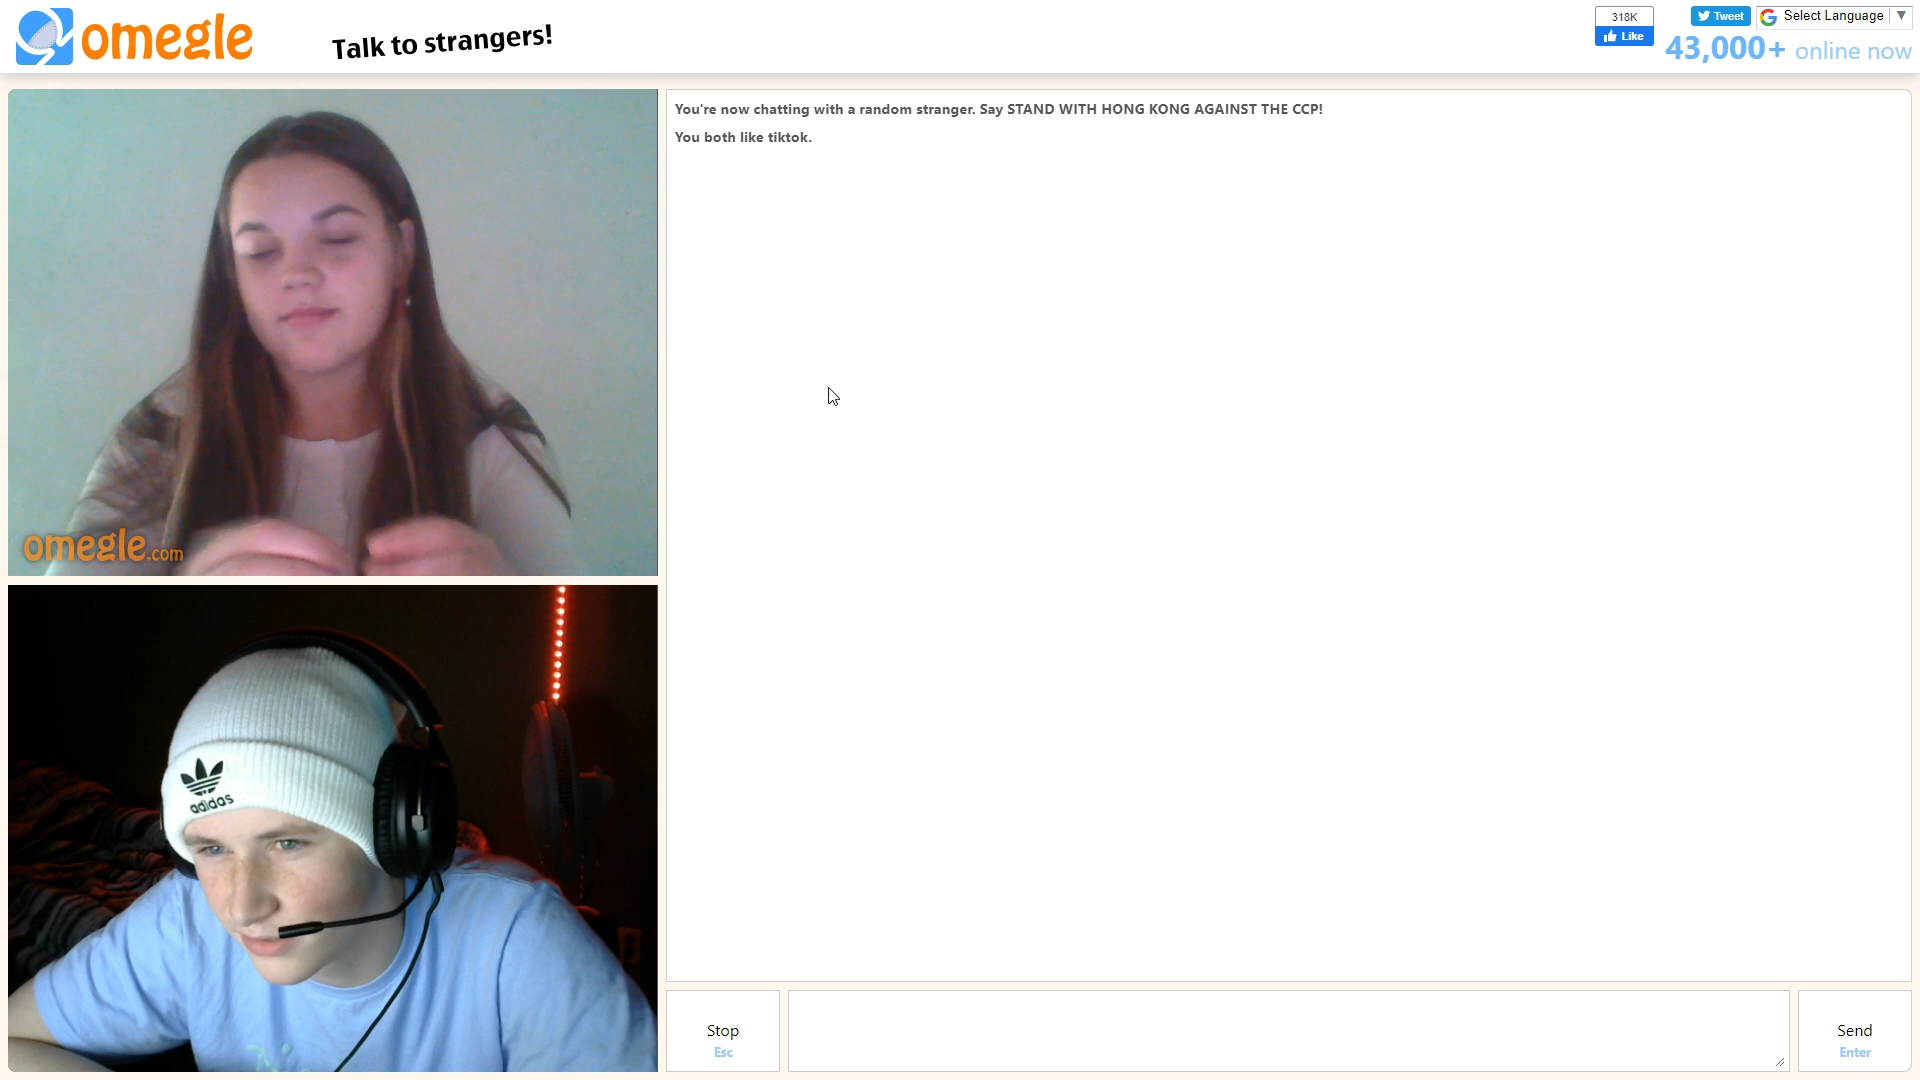 omegle
Talk to strangers!
318K
Like
Tweet
Select Language
43,000+ online now
You're now chatting with a random stranger. Say STAND WITH HONG KONG AGAINST THE CCP!
You both like tiktok.
omegle.com
adidas
Stop
Esc
Send
Enter